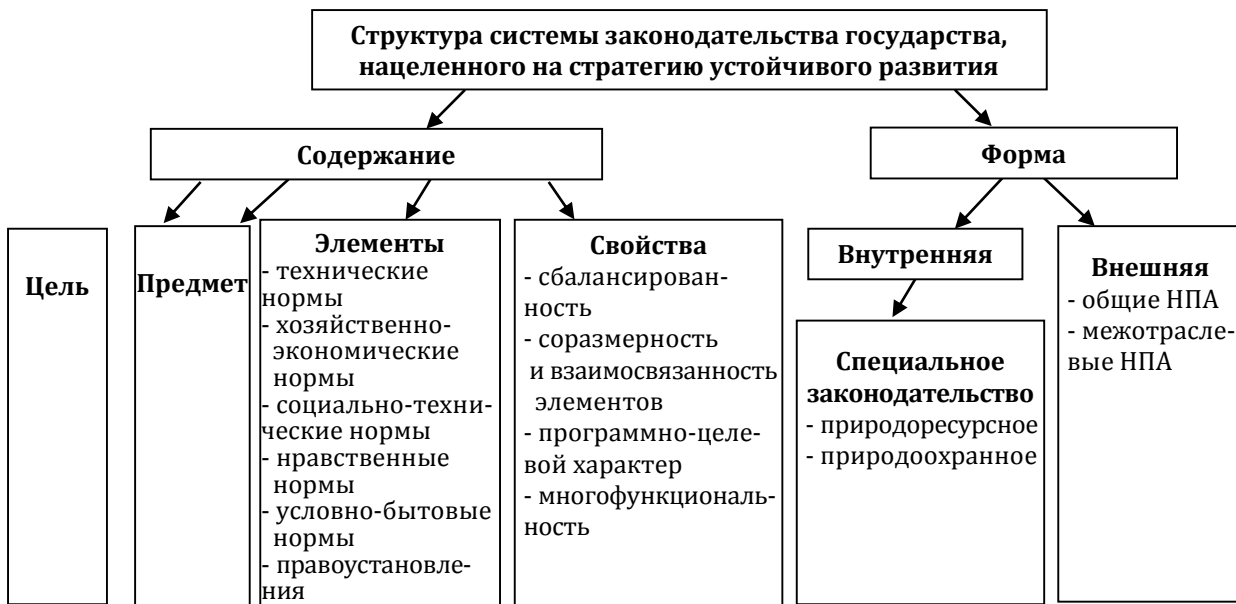 Структура системы законодательства государства,
нацеленного на стратегию устойчивого развития
Содержание
Форма
Цель
Предмет
Элементы
- технические
нормы
- хозяйственно-
экономические
нормы
- социально-техни-
ческие нормы
- нравственные
нормы
- условно-бытовые
нормы
- правоустановле-
ния
Свойства
- сбалансирован-
ность
- соразмерность
и взаимосвязанность
элементов
- программно-целе-
вой характер
- многофункциональ-
ность
Внутренняя
Специальное
законодательство
- природоресурсное
- природоохранное
Внешняя
- общие НПА
- межотрасле-
вые НПА